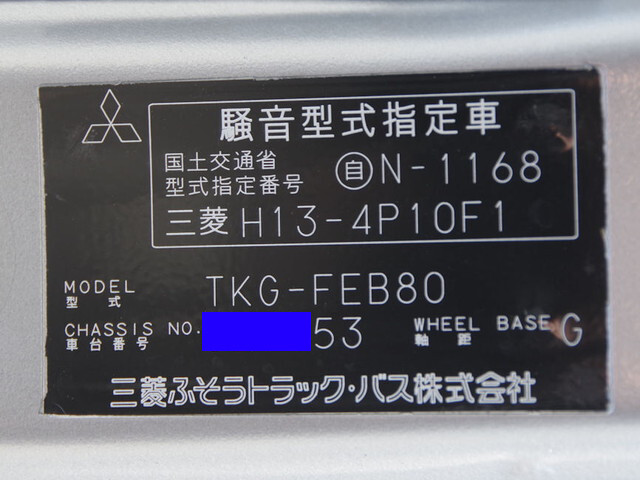 騒音型式指定車
国土交通省
型式指定番号 自N-1168
三菱 H13-4P10F1
MODEL
型式 TKG-FEB80
CHASSIS NO.
車台番号 53
WHEEL BASE
軸距 G
三菱ふそうトラック・バス株式会社